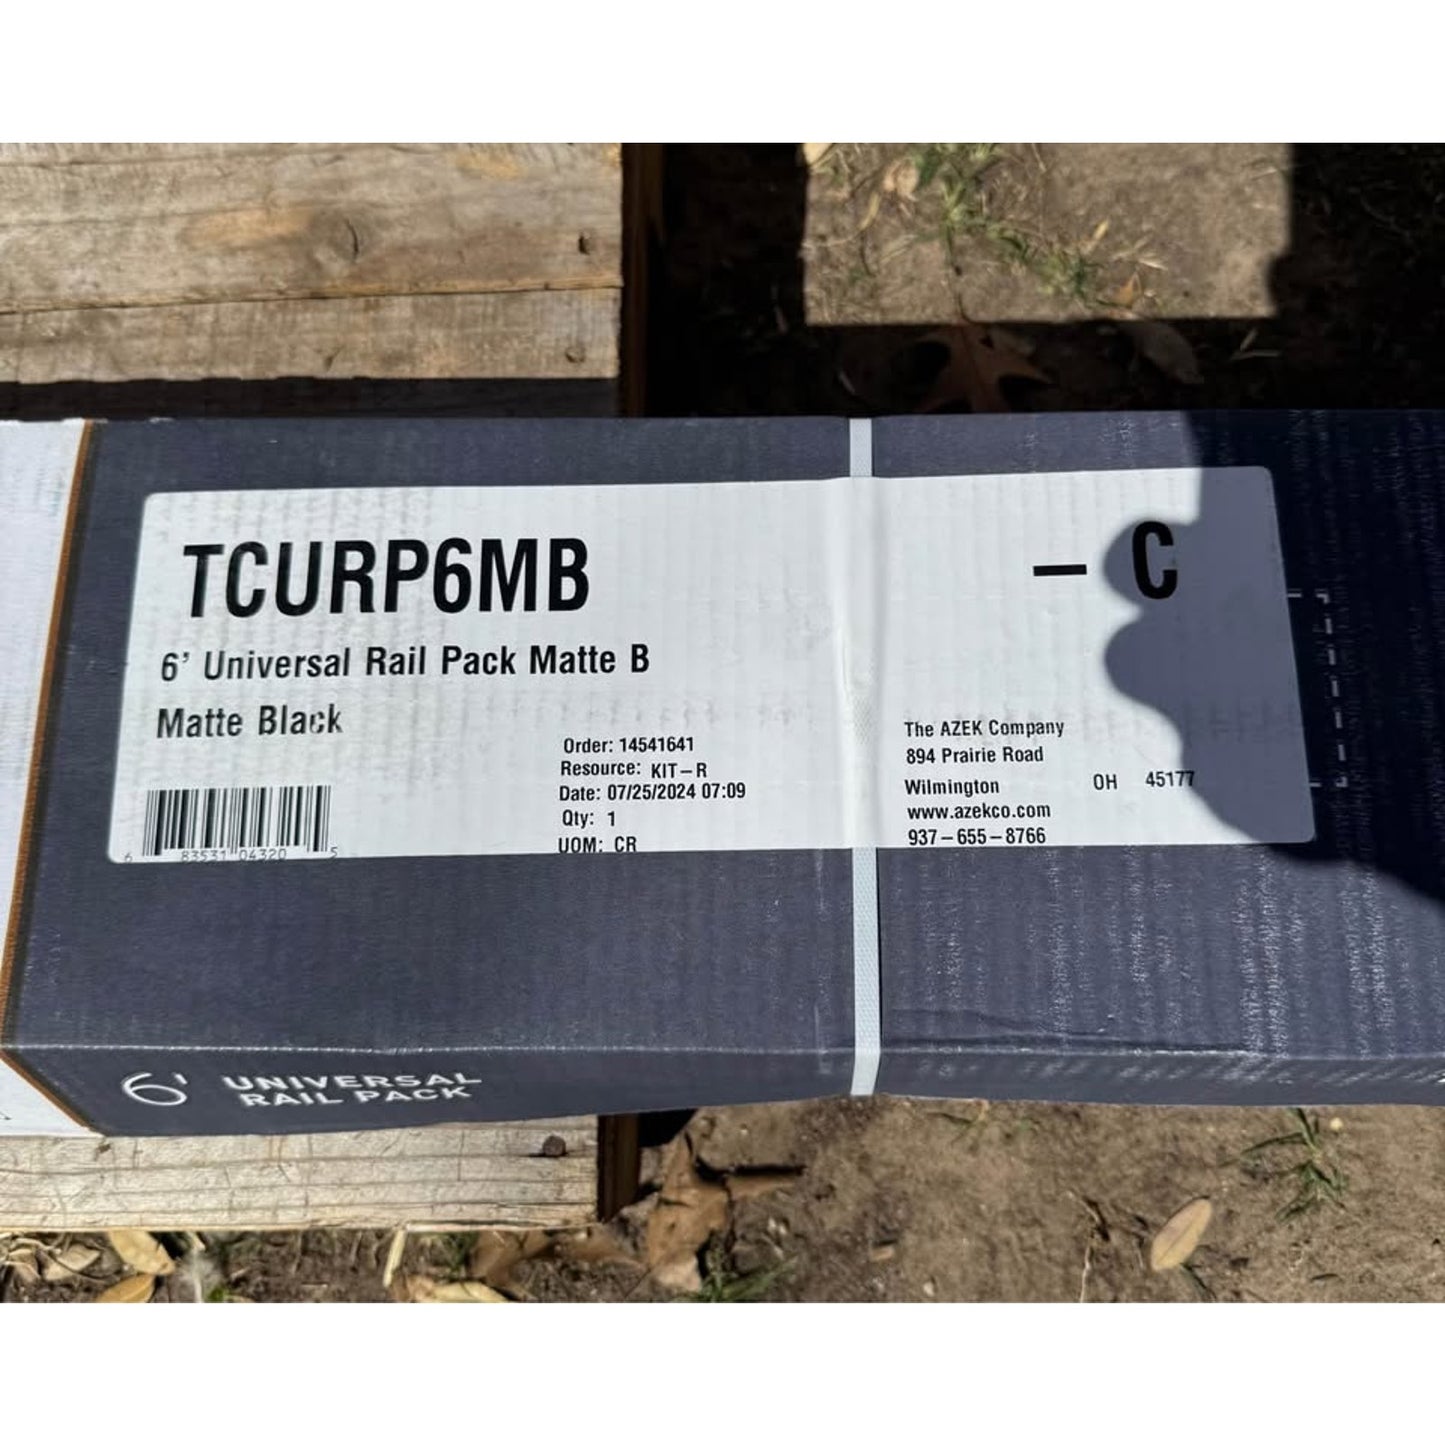 TCURP6MB – C
6’ Universal Rail Pack Matte B
Matte Black
Order: 14541641
Resource: KIT–R
Date: 07/25/2024 07:09
Qty: 1
UOM: CR
6 83531 04320 5
The AZEK Company
894 Prairie Road
Wilmington OH 45177
www.azekco.com
937–655–8766
6' UNIVERSAL
RAIL PACK